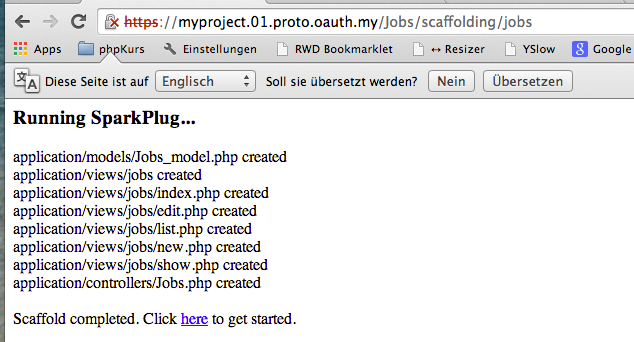 https://myproject.01.proto.oauth.my/Jobs/scaffolding/jobs
Apps phpKurs Einstellungen RWD Bookmarklet ↔ Resizer YSlow Google
Diese Seite ist auf Englisch Soll sie übersetzt werden? Nein Übersetzen
Running SparkPlug...
application/models/Jobs_model.php created
application/views/jobs created
application/views/jobs/index.php created
application/views/jobs/edit.php created
application/views/jobs/list.php created
application/views/jobs/new.php created
application/views/jobs/show.php created
application/controllers/Jobs.php created
Scaffold completed. Click here to get started.